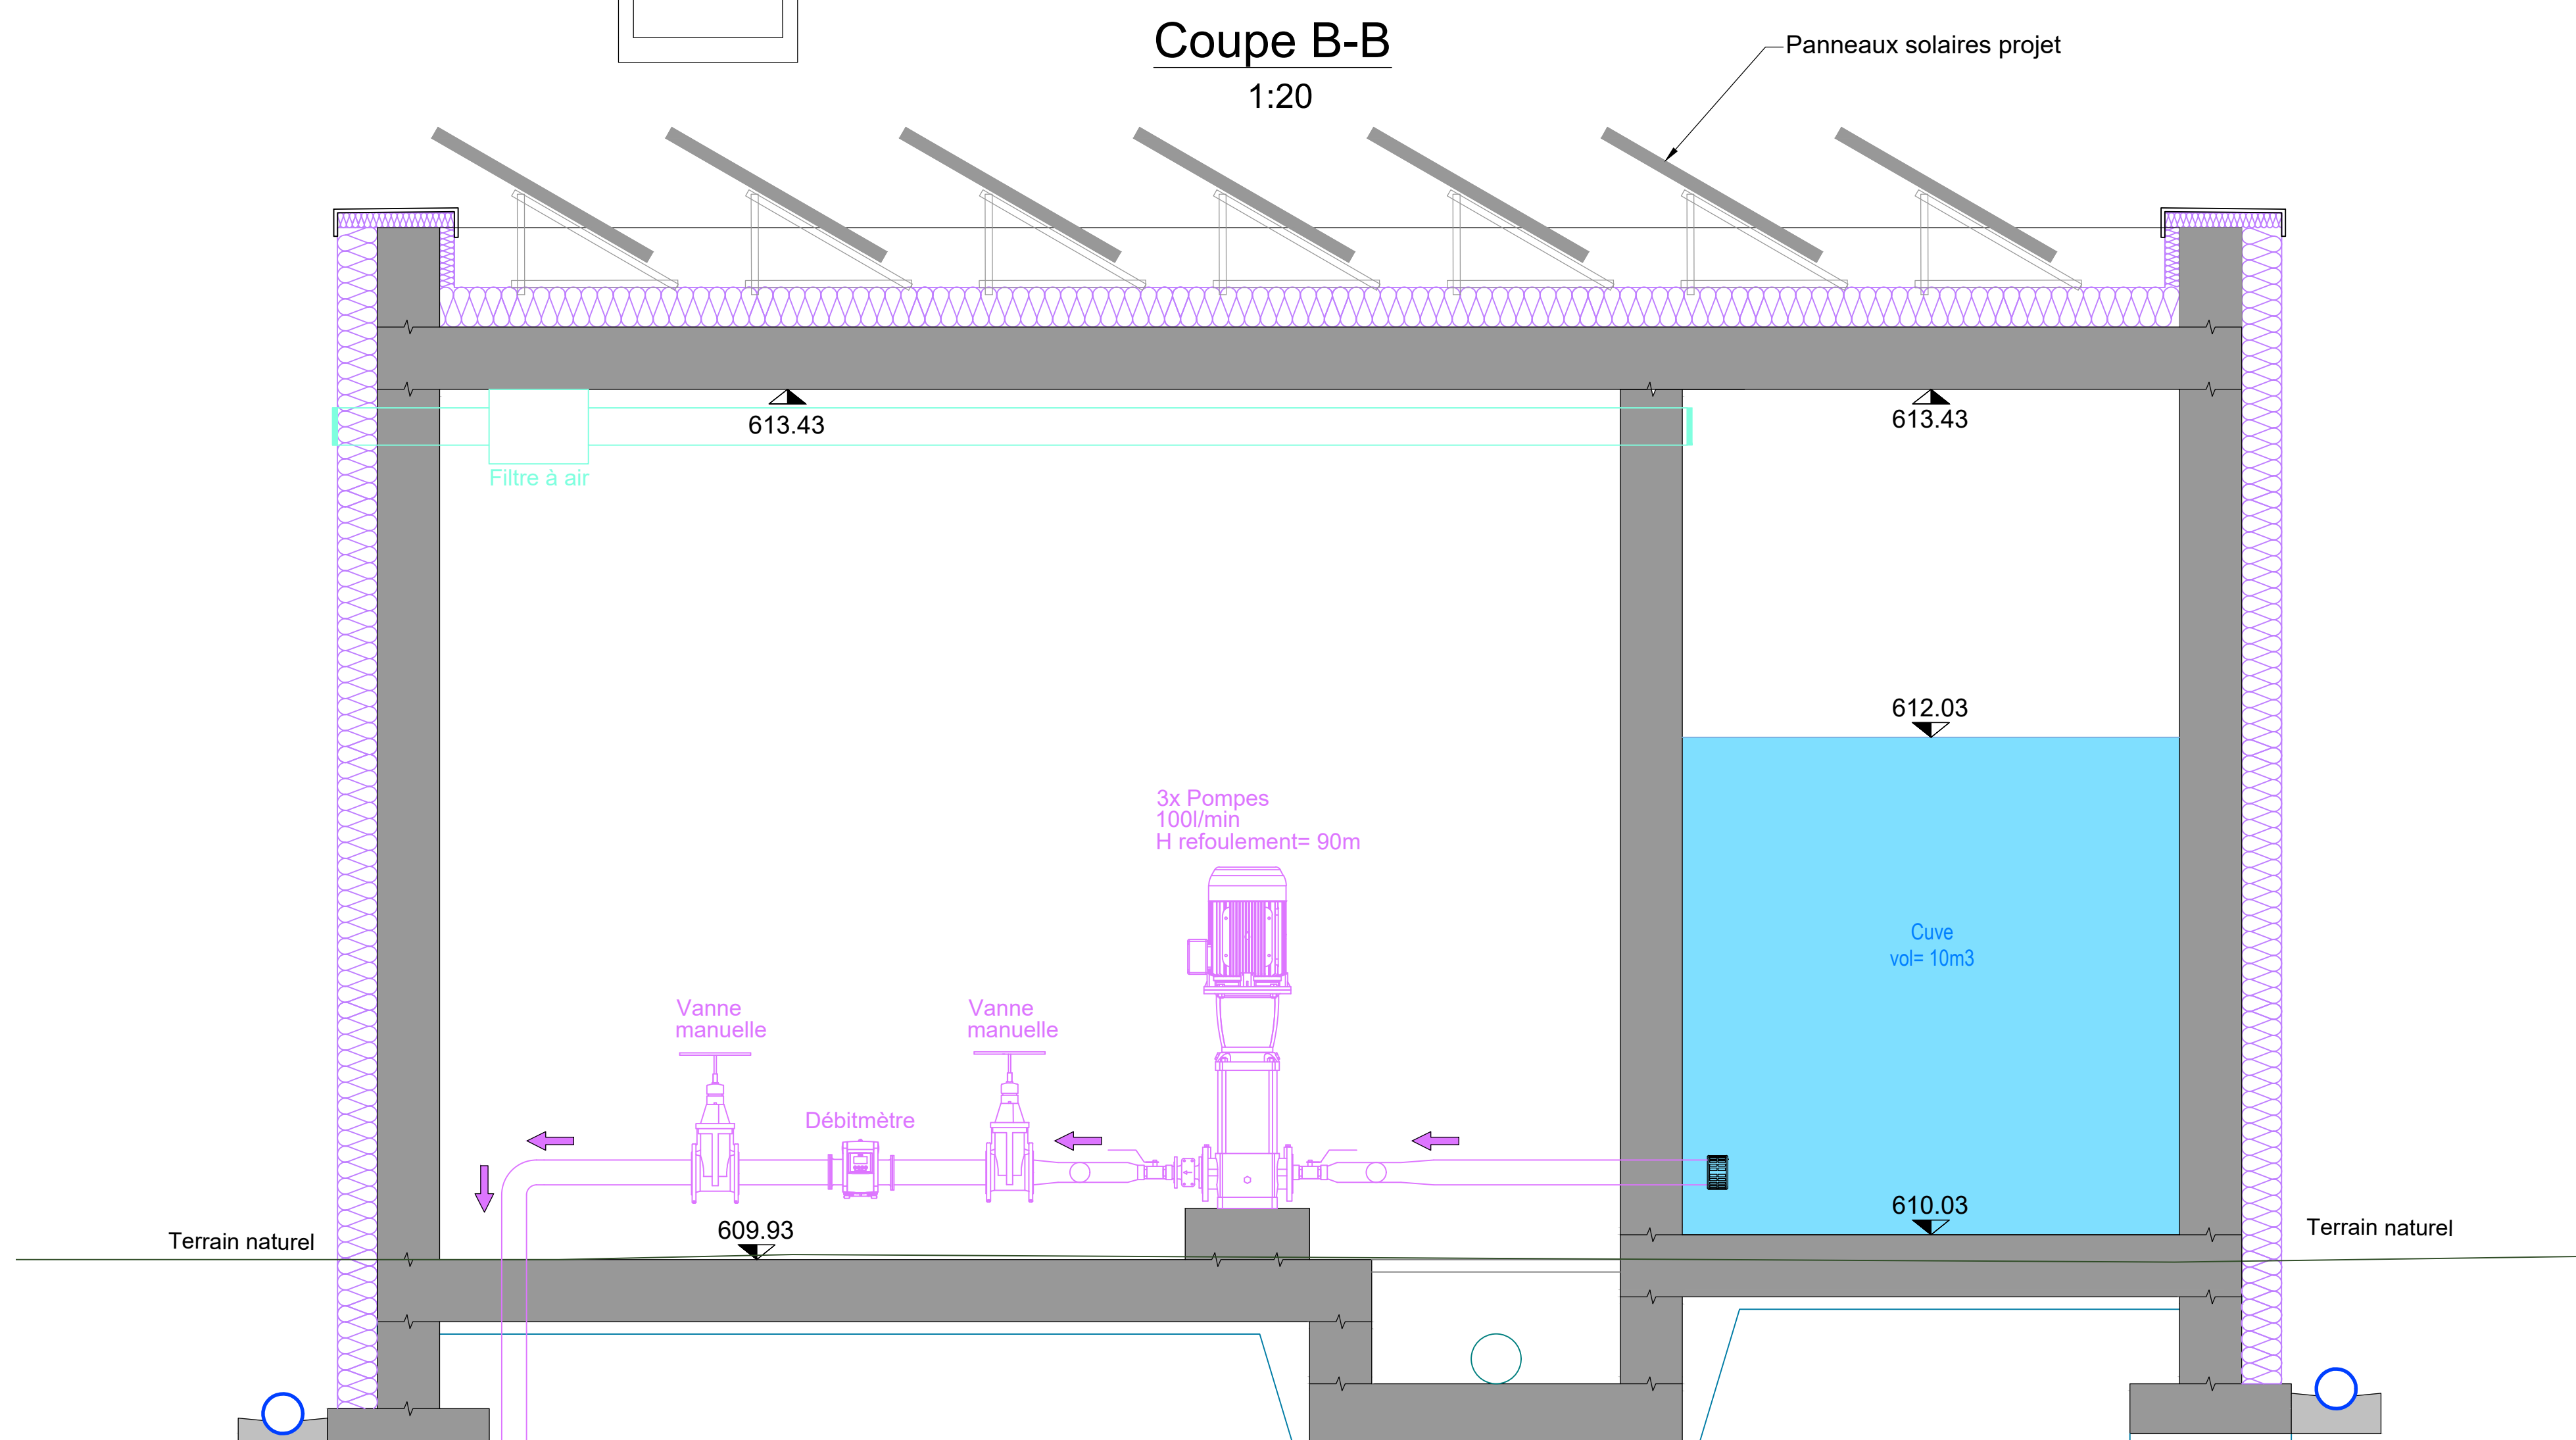 Coupe B-B
1:20
Panneaux solaires projet
613.43
613.43
Filtre à air
612.03
3x Pompes
100l/min
H refoulement= 90m
Cuve
vol= 10m3
Vanne
manuelle
Vanne
manuelle
Débitmètre
610.03
609.93
Terrain naturel
Terrain naturel